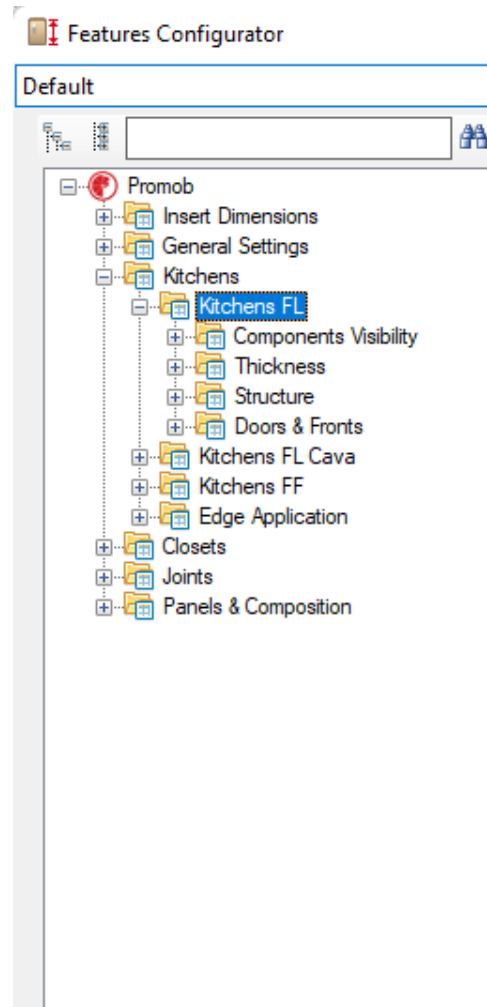 Features Configurator
Default
Promob
Insert Dimensions
General Settings
Kitchens
Kitchens FL
Components Visibility
Thickness
Structure
Doors & Fronts
Kitchens FL Cava
Kitchens FF
Edge Application
Closets
Joints
Panels & Composition